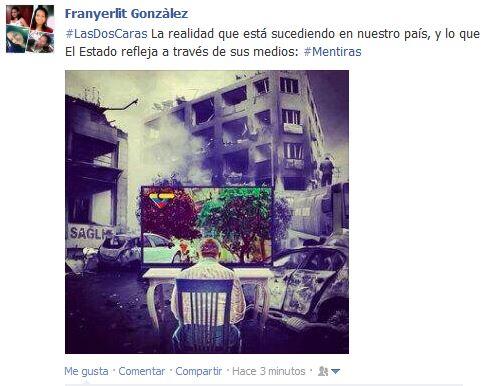 Franyerlit Gonzàlez
#LasDosCaras La realidad que está sucediendo en nuestro país, y lo que
El Estado refleja a través de sus medios: #Mentiras
SAĞLI
Me gusta · Comentar · Compartir · Hace 3 minutos ·